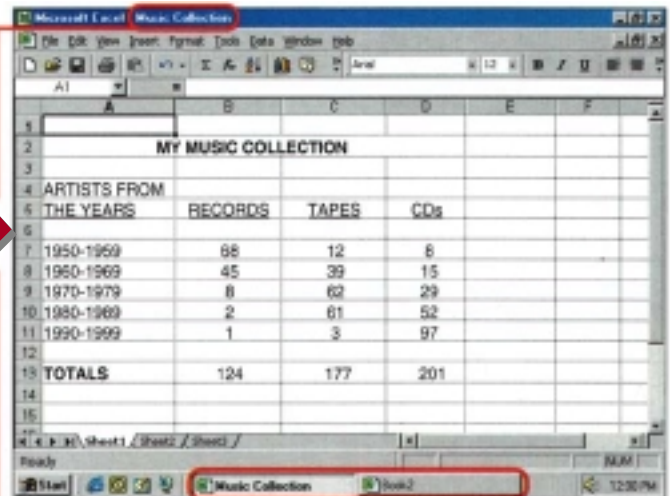 Microsoft Excel - Music Collection
File Edit View Insert Format Tools Data Window Help
Arial 12 B I U
A1 =
A B C D E F
1
2 MY MUSIC COLLECTION
3
4 ARTISTS FROM
5 THE YEARS RECORDS TAPES CDs
6
7 1950-1959 68 12 8
8 1960-1969 45 39 15
9 1970-1979 8 62 29
10 1980-1989 2 61 52
11 1990-1999 1 3 97
12
13 TOTALS 124 177 201
14
15
Sheet1 / Sheet2 / Sheet3 /
Ready NUM
Start Music Collection Book2 12:30 PM